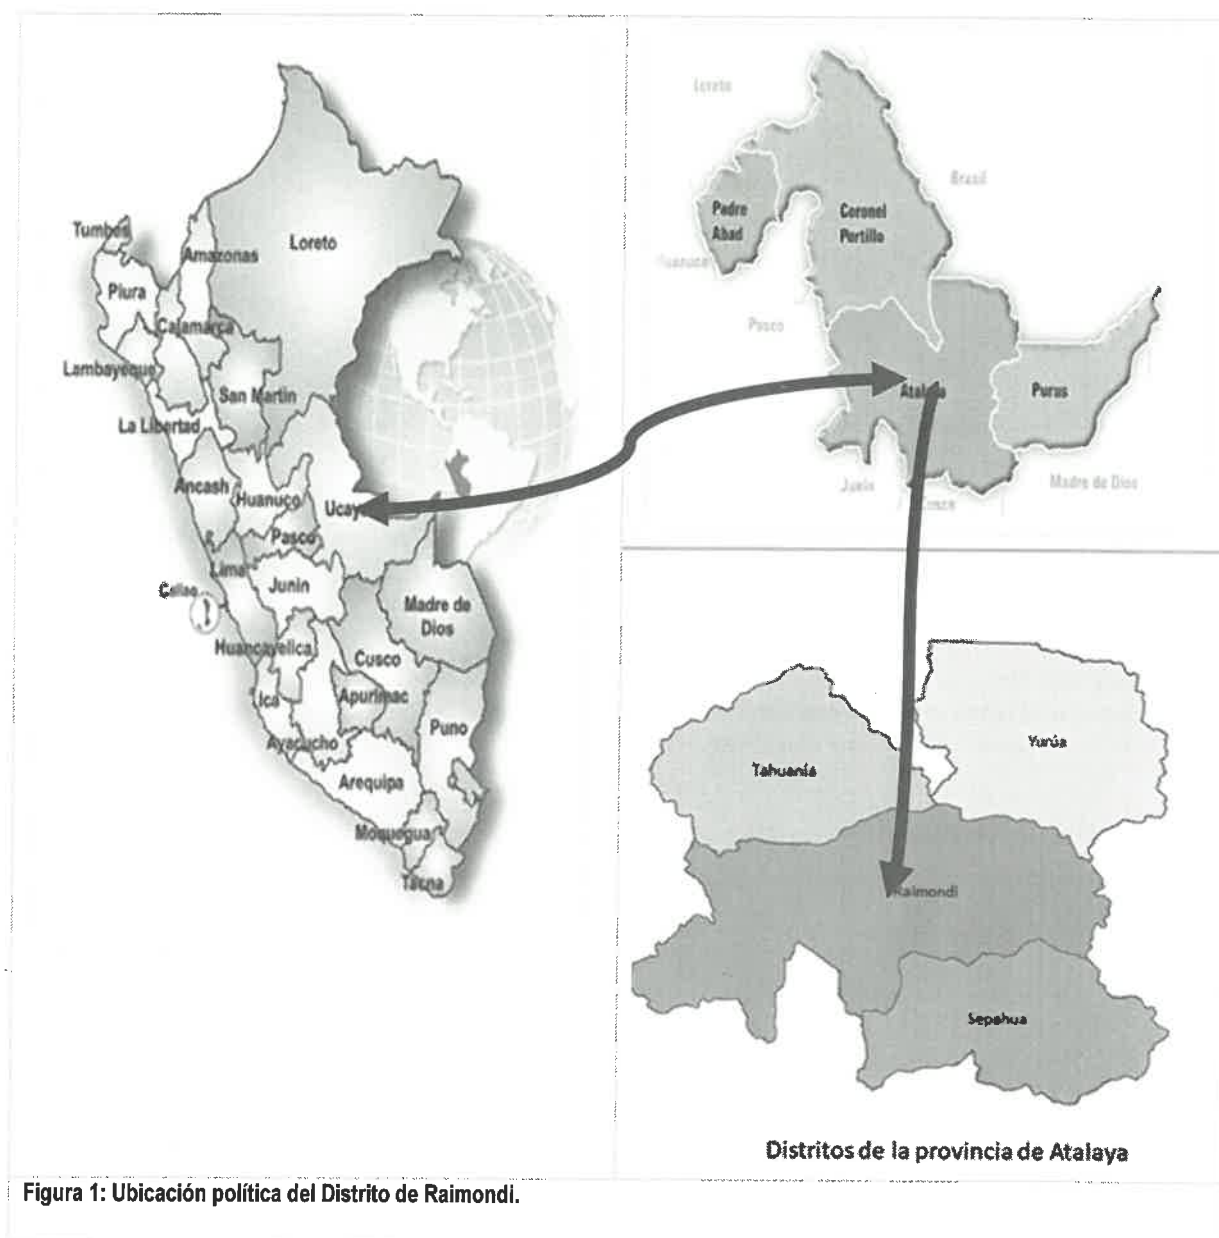 Tumbes
Piura
Amazonas
Loreto
Cajamarca
Lambayeque
San Martin
La Libertad
Ancash
Huanuco
Pasco
Lima
Callao
Junin
Madre de
Dios
Huancavelica
Cusco
Ica
Apurimac
Puno
Ayacucho
Arequipa
Moquegua
Tacna
Loreto
Brasil
Padre
Abad
Coronel
Portillo
Huanuco
Pasco
Purus
Junin
Cusco
Madre de Dios
Tahuanía
Yurúa
Raimondi
Sepahua
Distritos de la provincia de Atalaya
Figura 1: Ubicación política del Distrito de Raimondi.